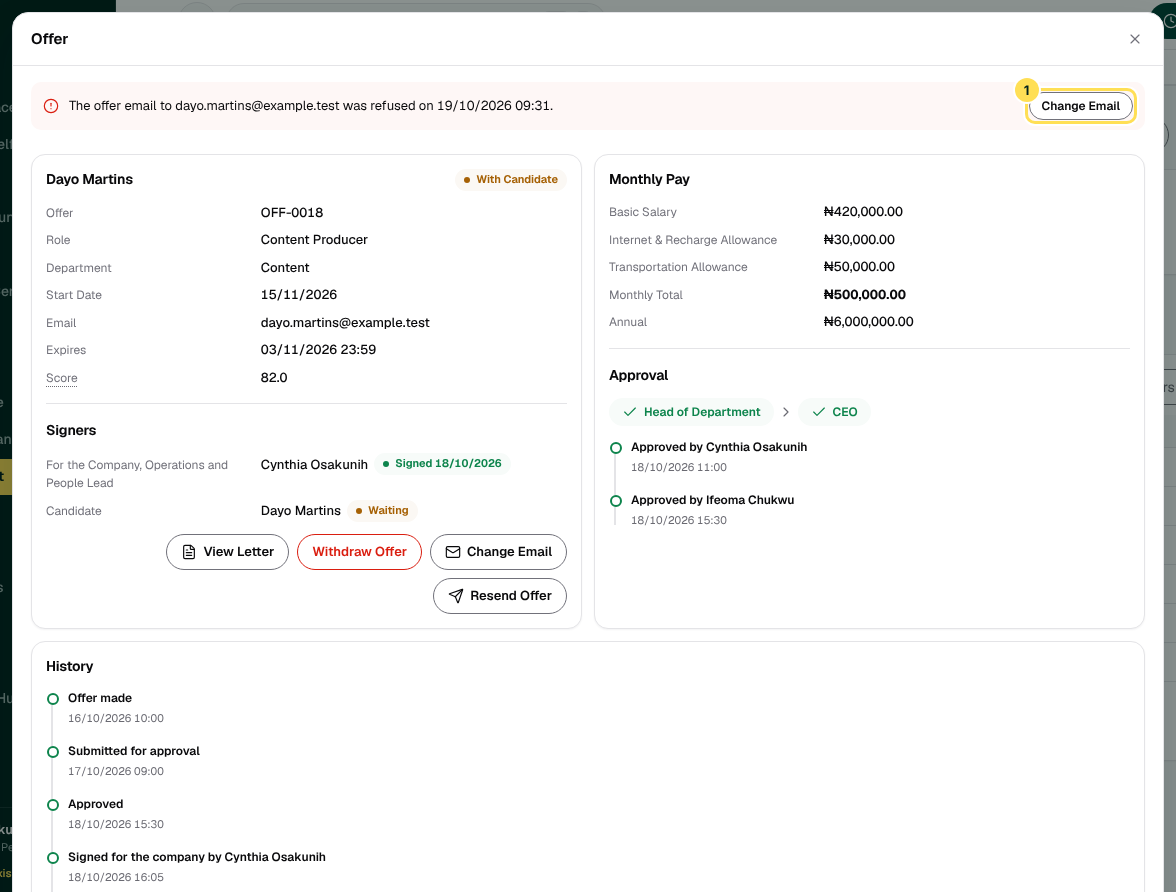 Offer
The offer email to dayo.martins@example.test was refused on 19/10/2026 09:31.
1
Change Email
Dayo Martins
With Candidate
Offer OFF-0018
Role Content Producer
Department Content
Start Date 15/11/2026
Email dayo.martins@example.test
Expires 03/11/2026 23:59
Score 82.0
Signers
For the Company, Operations and
People Lead
Cynthia Osakunih Signed 18/10/2026
Candidate Dayo Martins Waiting
View Letter
Withdraw Offer
Change Email
Resend Offer
Monthly Pay
Basic Salary ₦420,000.00
Internet & Recharge Allowance ₦30,000.00
Transportation Allowance ₦50,000.00
Monthly Total ₦500,000.00
Annual ₦6,000,000.00
Approval
Head of Department
CEO
Approved by Cynthia Osakunih
18/10/2026 11:00
Approved by Ifeoma Chukwu
18/10/2026 15:30
History
Offer made
16/10/2026 10:00
Submitted for approval
17/10/2026 09:00
Approved
18/10/2026 15:30
Signed for the company by Cynthia Osakunih
18/10/2026 16:05